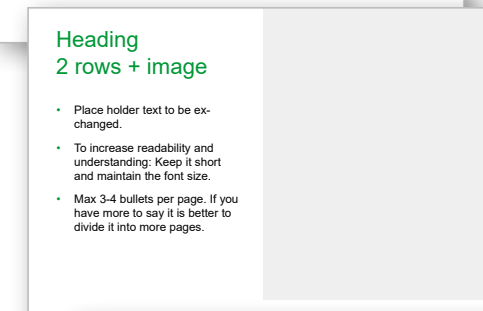 Heading
2 rows + image
• Place holder text to be ex-
changed.
• To increase readability and
understanding: Keep it short
and maintain the font size.
• Max 3-4 bullets per page. If you
have more to say it is better to
divide it into more pages.